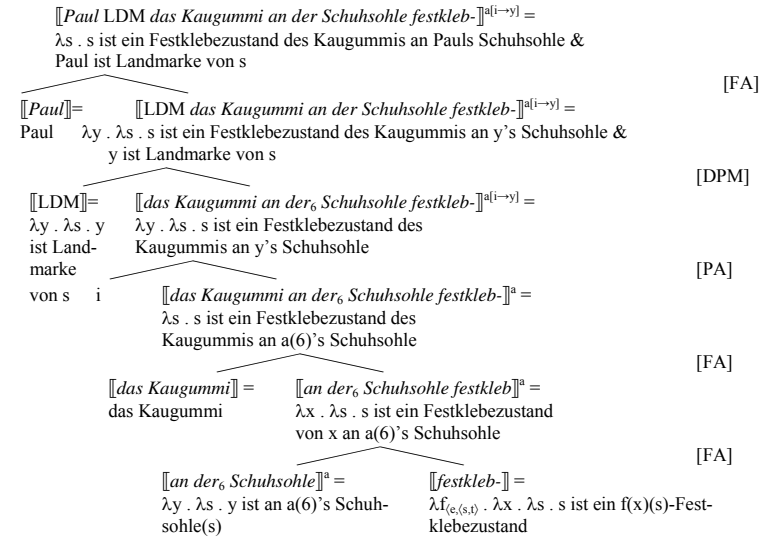 ⟦Paul LDM das Kaugummi an der Schuhsohle festkleb-⟧ᵃ[i→y] =
λs . s ist ein Festklebezustand des Kaugummis an Pauls Schuhsohle &
Paul ist Landmarke von s
[FA]
⟦Paul⟧= ⟦LDM das Kaugummi an der Schuhsohle festkleb-⟧ᵃ[i→y] =
Paul λy . λs . s ist ein Festklebezustand des Kaugummis an y's Schuhsohle &
y ist Landmarke von s
[DPM]
⟦LDM⟧= ⟦das Kaugummi an der₆ Schuhsohle festkleb-⟧ᵃ[i→y] =
λy . λs . y λy . λs . s ist ein Festklebezustand des
ist Land- Kaugummis an y's Schuhsohle
marke
[PA]
von s i ⟦das Kaugummi an der₆ Schuhsohle festkleb-⟧ᵃ =
λs . s ist ein Festklebezustand des
Kaugummis an a(6)'s Schuhsohle
[FA]
⟦das Kaugummi⟧ = ⟦an der₆ Schuhsohle festkleb⟧ᵃ =
das Kaugummi λx . λs . s ist ein Festklebezustand
von x an a(6)'s Schuhsohle
[FA]
⟦an der₆ Schuhsohle⟧ᵃ = ⟦festkleb-⟧ =
λy . λs . y ist an a(6)'s Schuh- λf⟨e,⟨s,t⟩ . λx . λs . s ist ein f(x)(s)-Fest-
sohle(s) klebezustand